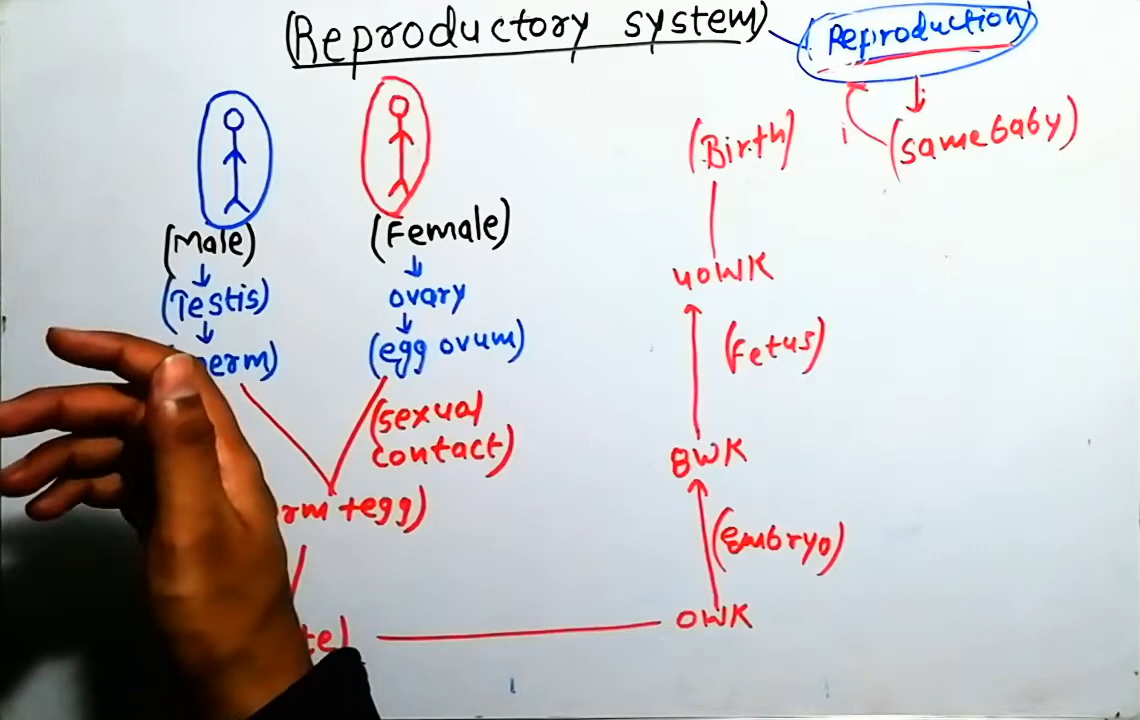 (Reproductory system)
(Reproduction)
(same baby)
(Male)
(Testis)
(Female)
ovary
(egg ovum)
(sexual
contact)
+egg)
(Birth)
40WK
(Fetus)
8WK
(Embryo)
0WK